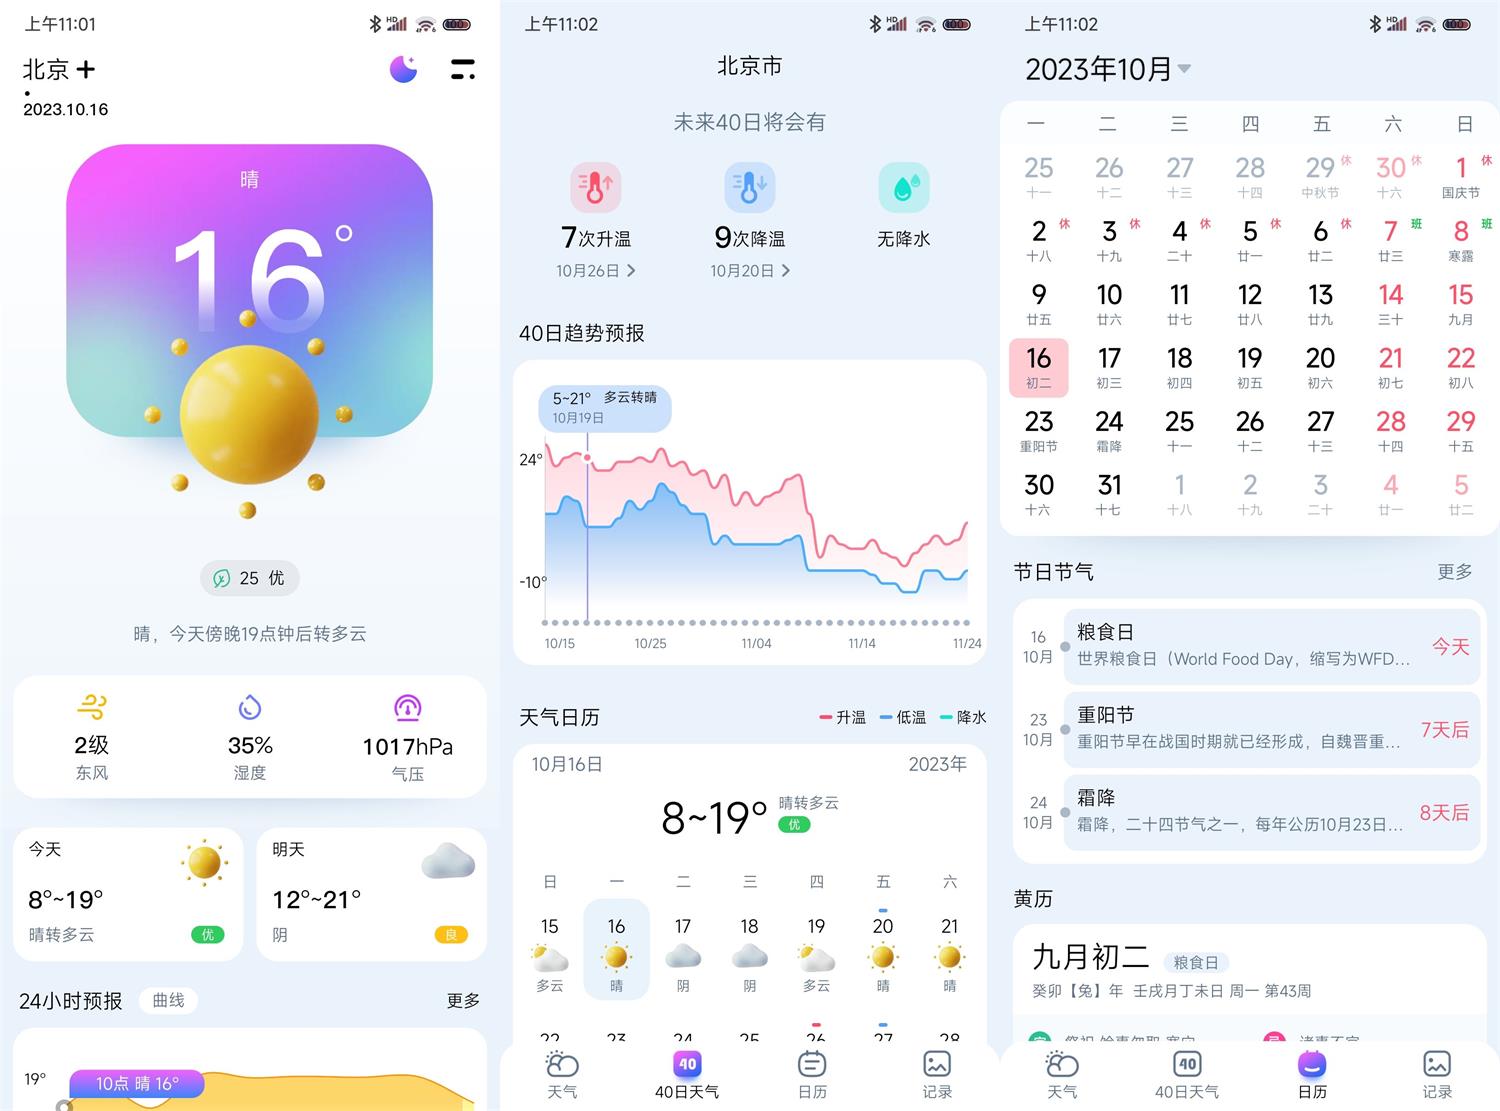 上午11:01
北京
2023.10.16
晴
16°
25 优
晴，今天傍晚19点钟后转多云
2级
东风
35%
湿度
1017hPa
气压
今天
8°~19°
晴转多云
优
明天
12°~21°
阴
良
24小时预报
曲线
更多
19°
10点 晴 16°
天气
40日天气
日历
记录
上午11:02
北京市
未来40日将会有
7次升温
10月26日
9次降温
10月20日
无降水
40日趋势预报
5~21° 多云转晴
10月19日
24°
-10°
10/15 10/25 11/04 11/14 11/24
天气日历
升温 低温 降水
10月16日 2023年
8~19°
晴转多云
优
日 一 二 三 四 五 六
15 16 17 18 19 20 21
多云 晴 阴 阴 多云 晴 晴
22 23 24 25 26 27 28
上午11:02
2023年10月
一 二 三 四 五 六 日
25 26 27 28 29休 30休 1休
十一 十二 十三 十四 中秋节 十六 国庆节
2休 3休 4休 5休 6休 7班 8班
十八 十九 二十 廿一 廿二 廿三 寒露
9 10 11 12 13 14 15
廿五 廿六 廿七 廿八 廿九 三十 九月
16 17 18 19 20 21 22
初二 初三 初四 初五 初六 初七 初八
23 24 25 26 27 28 29
重阳节 霜降 十一 十二 十三 十四 十五
30 31 1 2 3 4 5
十六 十七 十八 十九 二十 廿一 廿二
节日节气
更多
16
10月
粮食日
世界粮食日（World Food Day，缩写为WFD...
今天
23
10月
重阳节
重阳节早在战国时期就已经形成，自魏晋重...
7天后
24
10月
霜降
霜降，二十四节气之一，每年公历10月23日...
8天后
黄历
九月初二
粮食日
癸卯【兔】年 壬戌月丁未日 周一 第43周
天气
40日天气
日历
记录